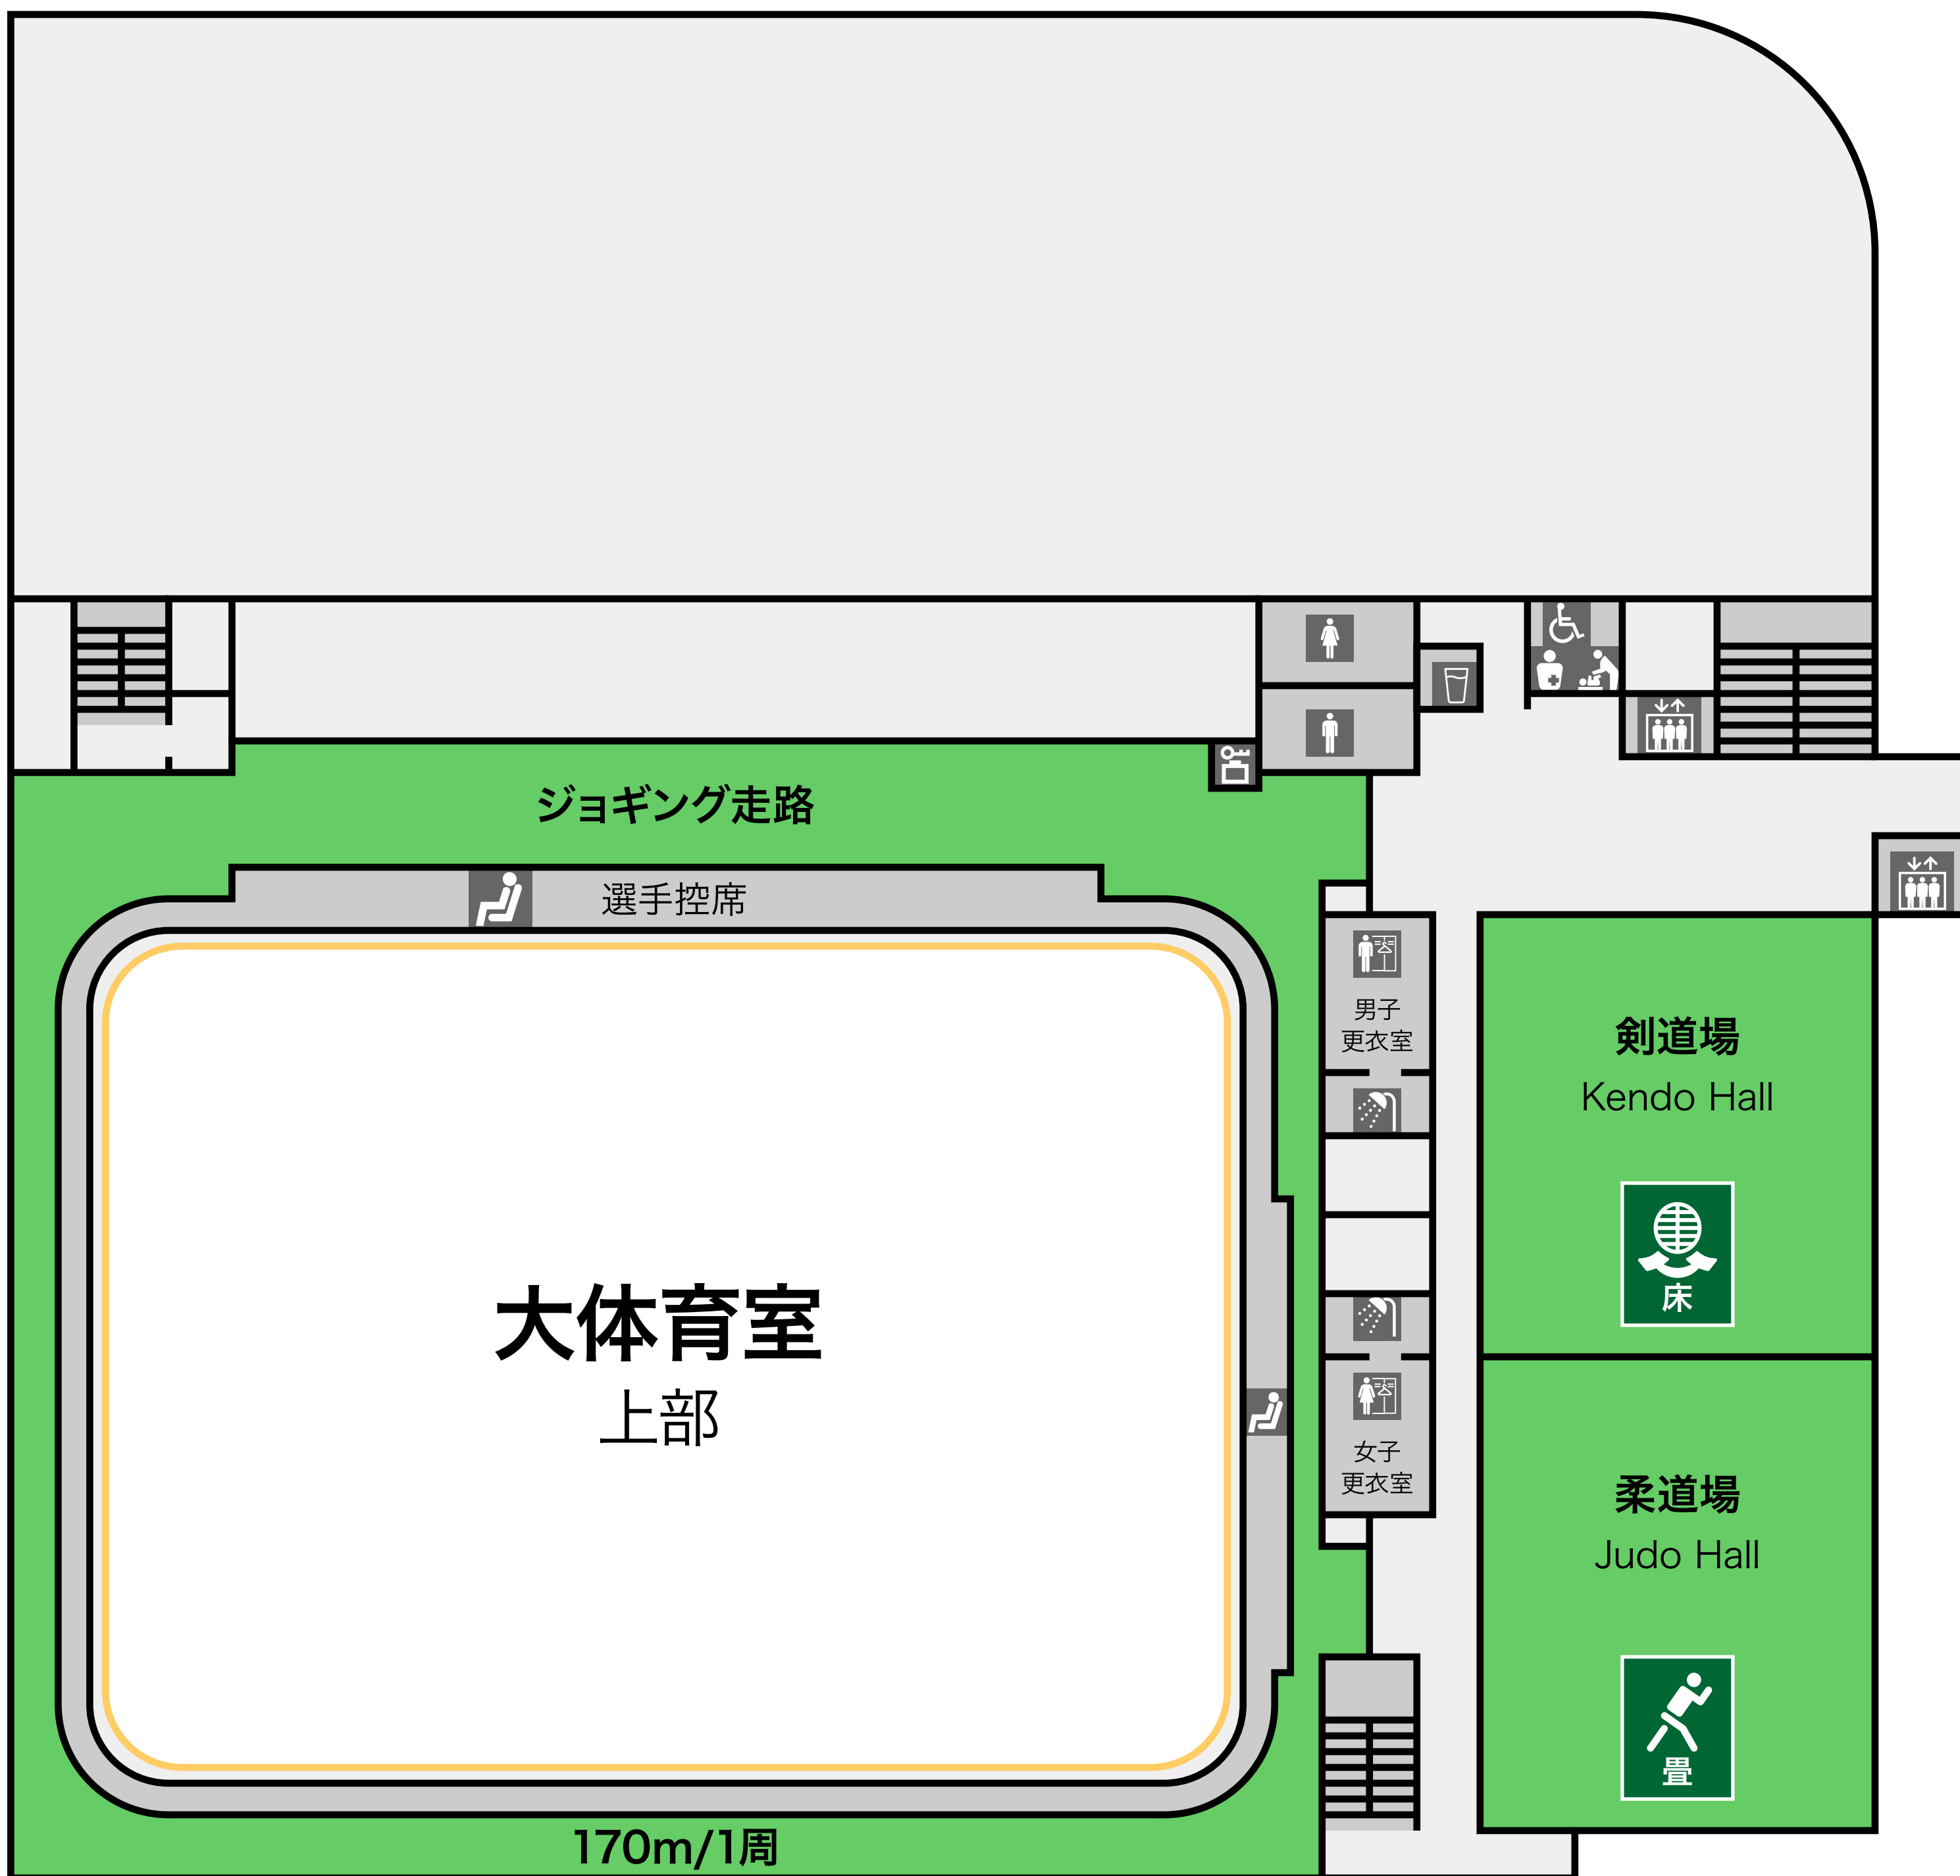 ジョギング走路
選手控席
男子
更衣室
剣道場
Kendo Hall
床
大体育室
上部
女子
更衣室
柔道場
Judo Hall
畳
170m/1周